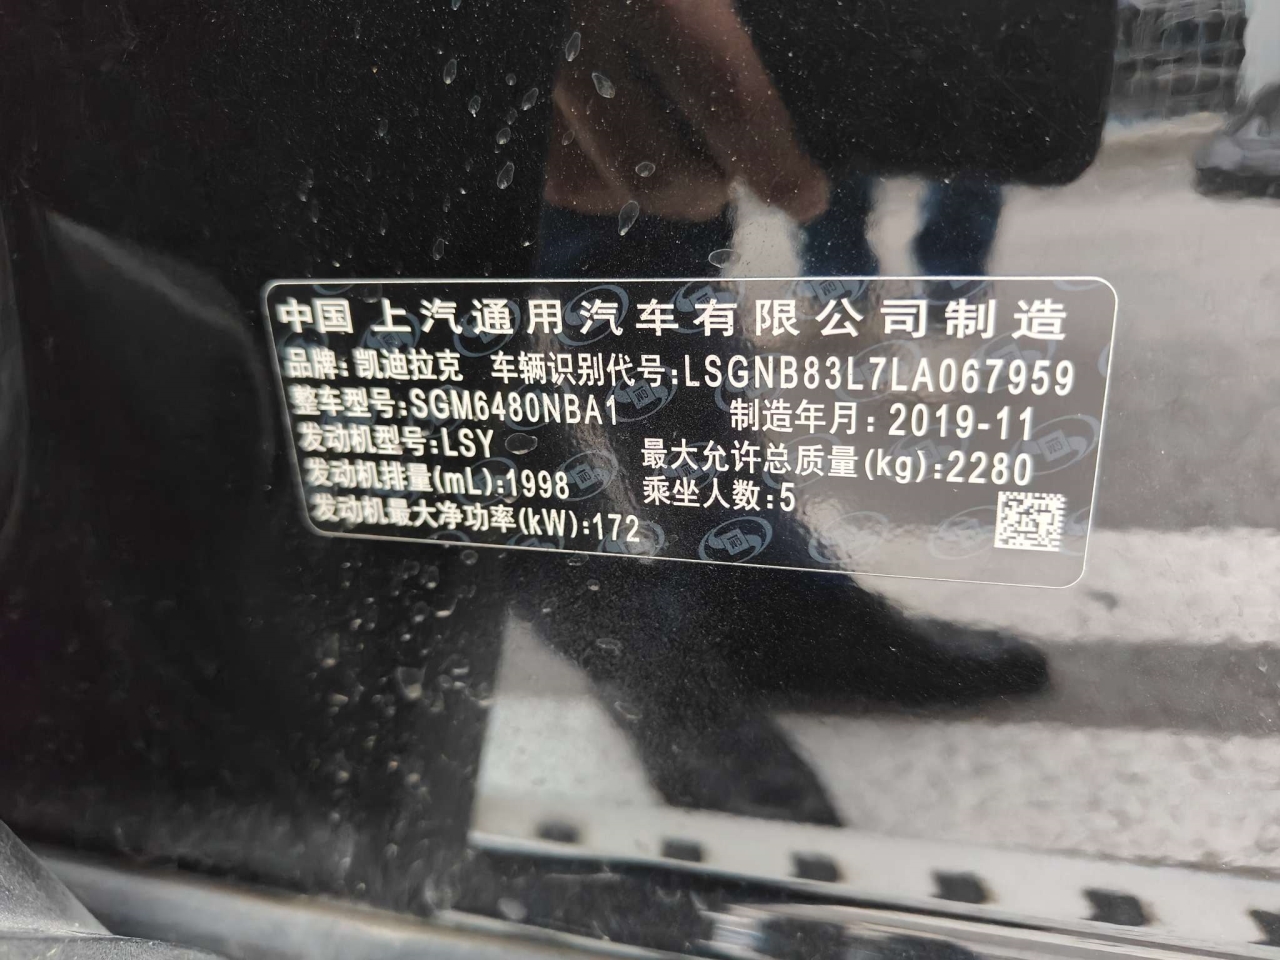 中国 上汽通用汽车有限公司制造
品牌:凯迪拉克 车辆识别代号:LSGNB83L7LA067959
整车型号:SGM6480NBA1 制造年月:2019-11
发动机型号:LSY 最大允许总质量(kg):2280
发动机排量(mL):1998 乘坐人数:5
发动机最大净功率(kW):172